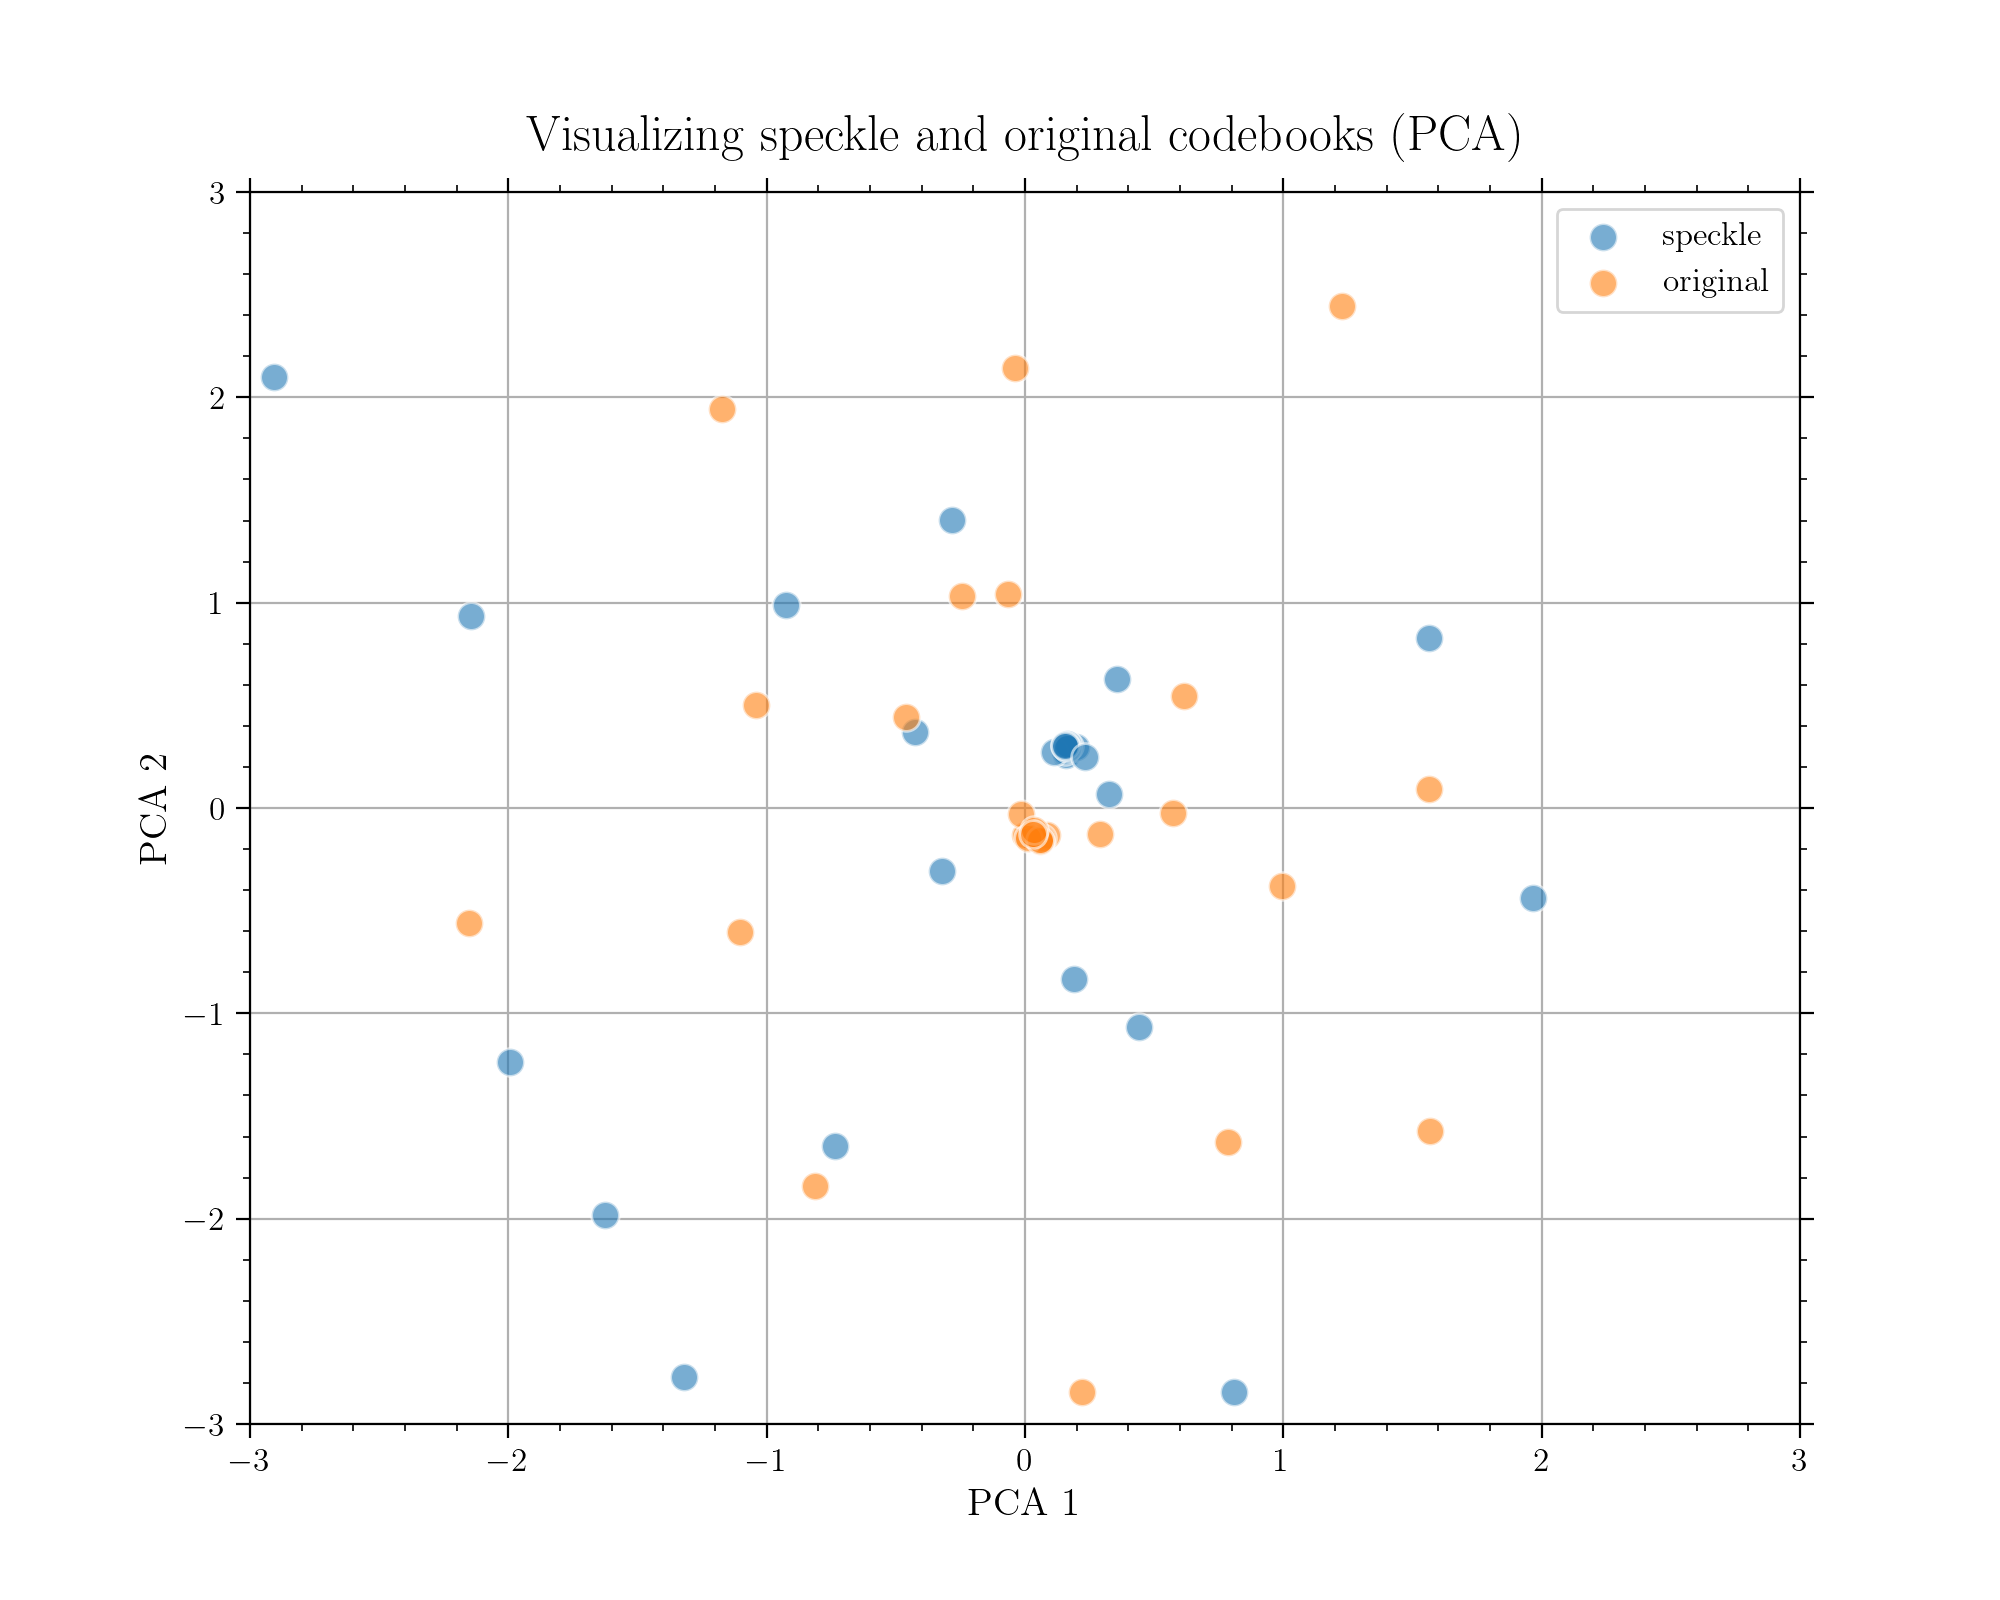 Visualizing speckle and original codebooks (PCA)
speckle
original
PCA 2
3
2
1
0
−1
−2
−3
−3
−2
−1
0
1
2
3
PCA 1